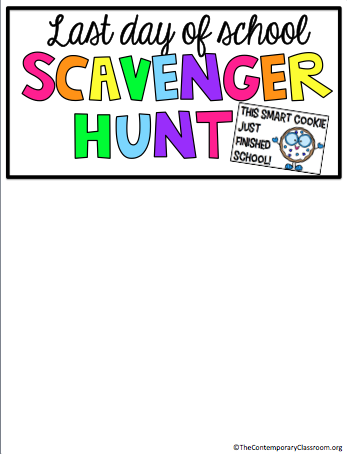 Last day of school
SCAVENGER
HUNT
THIS SMART COOKIE
JUST
FINISHED
SCHOOL!
©TheContemporaryClassroom.org